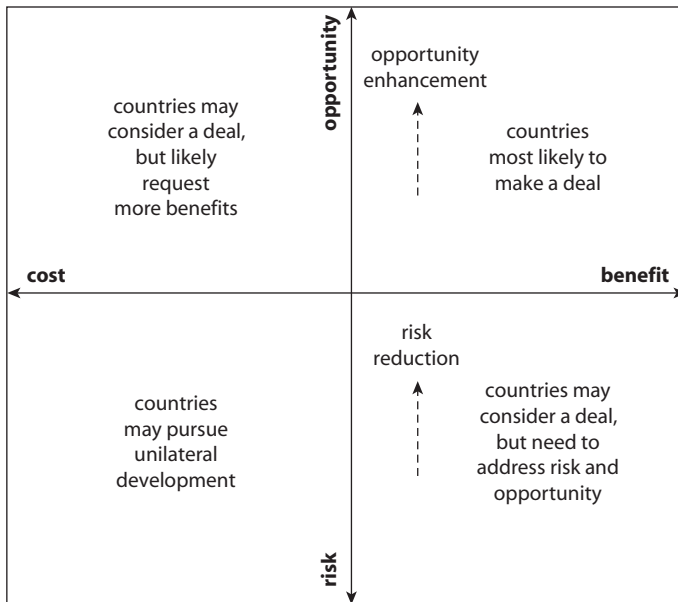 opportunity
opportunity
enhancement
countries may
consider a deal,
but likely
request
more benefits
countries
most likely to
make a deal
cost
benefit
risk
reduction
countries
may pursue
unilateral
development
countries may
consider a deal,
but need to
address risk and
opportunity
risk